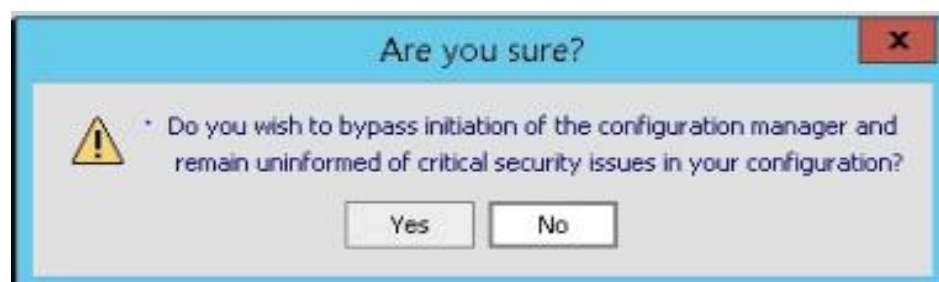 Are you sure?
Do you wish to bypass initiation of the configuration manager and
remain uninformed of critical security issues in your configuration?
Yes No